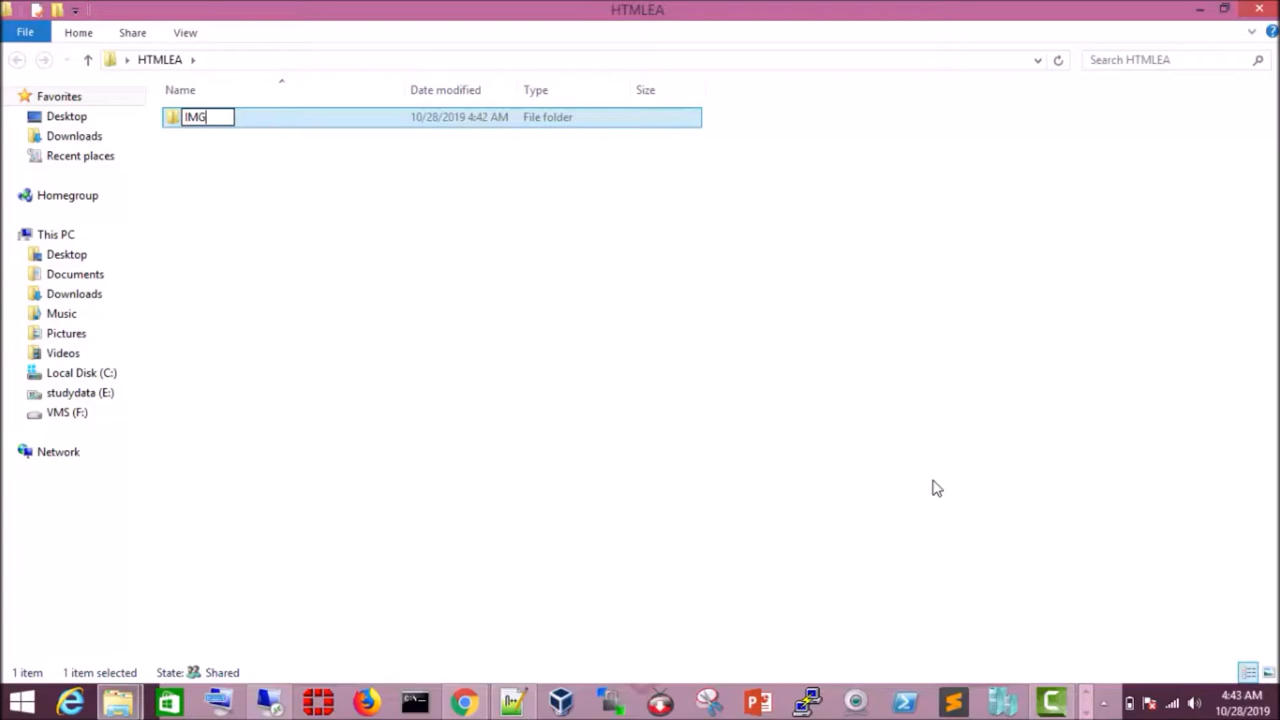 HTMLEA
File Home Share View
HTMLEA Search HTMLEA
Name Date modified Type Size
IMG 10/28/2019 4:42 AM File folder
Favorites
Desktop
Downloads
Recent places
Homegroup
This PC
Desktop
Documents
Downloads
Music
Pictures
Videos
Local Disk (C:)
studydata (E:)
VMS (F:)
Network
1 item 1 item selected State: Shared
4:43 AM
10/28/2019